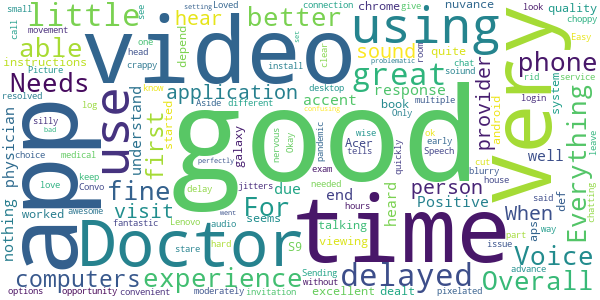 small
little
hear
better
chrome
nuvance
using
Loved
connection
give
look
quality
choppy
movement
see
call
one
depend
sound
quite
room
Easy
able
video
very
phone
instructions
Picture
head
clear
set
setting
problematic
crappy
install
desktop
chat
soiund
rid
service
Needs
application
great
provider
resolved
log
know
Aside
different
response
multiple
login
leave
physician
use
first
understand
accent
book
Only
android
system
Everything
out
silly
bad
started
galaxy
nervous
Okay
pandemic
wise
Acer
tells
ok
early
Speech
confusing
blurry
well
app
good
time
quickly
house
choice
medical
perfectly
exam
person
When
said
def
chatting
nothing
love
keep
Convo
fine
jitters
needed
due
end
hours
Positive
aps
way
part
worked
awesome
fantastic
visit
For
seems
heard
talking
viewing
issue
advance
Doctor
Lenovo
went
delay
audio
hard
stare
S9
Sending
without
delayed
Voice
computers
experience
Overall
options
opportunity
convenient
moderately
invitation
excellent
dealt
pixelated